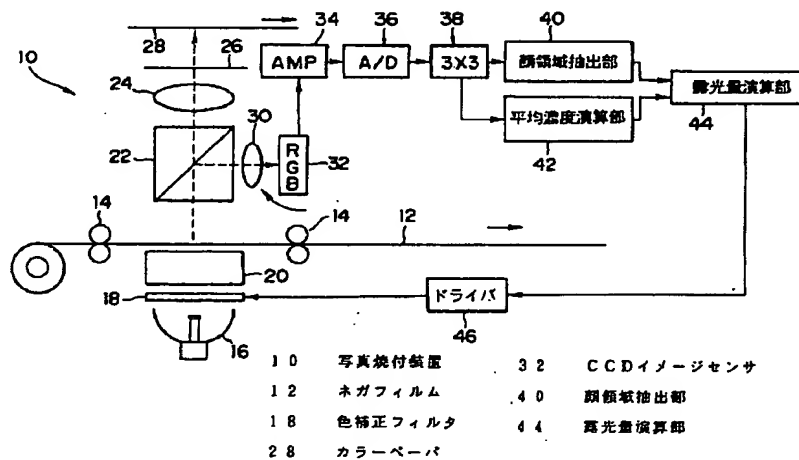 28
26
34
36
38
40
10
AMP
A/D
3X3
顔領域抽出部
24
露光量演算部
44
30
平均濃度演算部
42
22
RGB
32
14
14
12
20
18
ドライバ
46
16
10 写真焼付装置
12 ネガフィルム
18 色補正フィルタ
28 カラーペーパ
32 CCDイメージセンサ
40 顔領域抽出部
44 露光量演算部